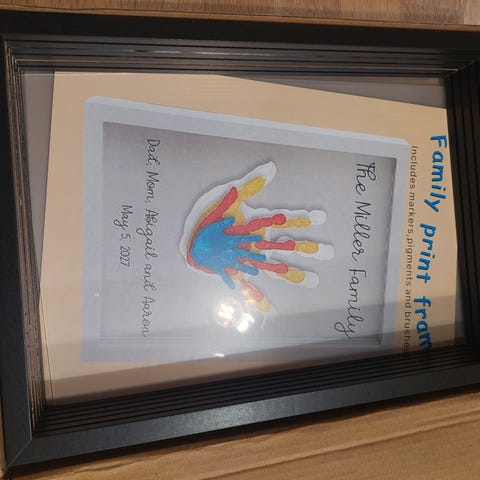 Family print fram
Includes markers,pigments and brushes
The Miller Family
Dad, Mom, Abigail and Aaron
May 5, 2027